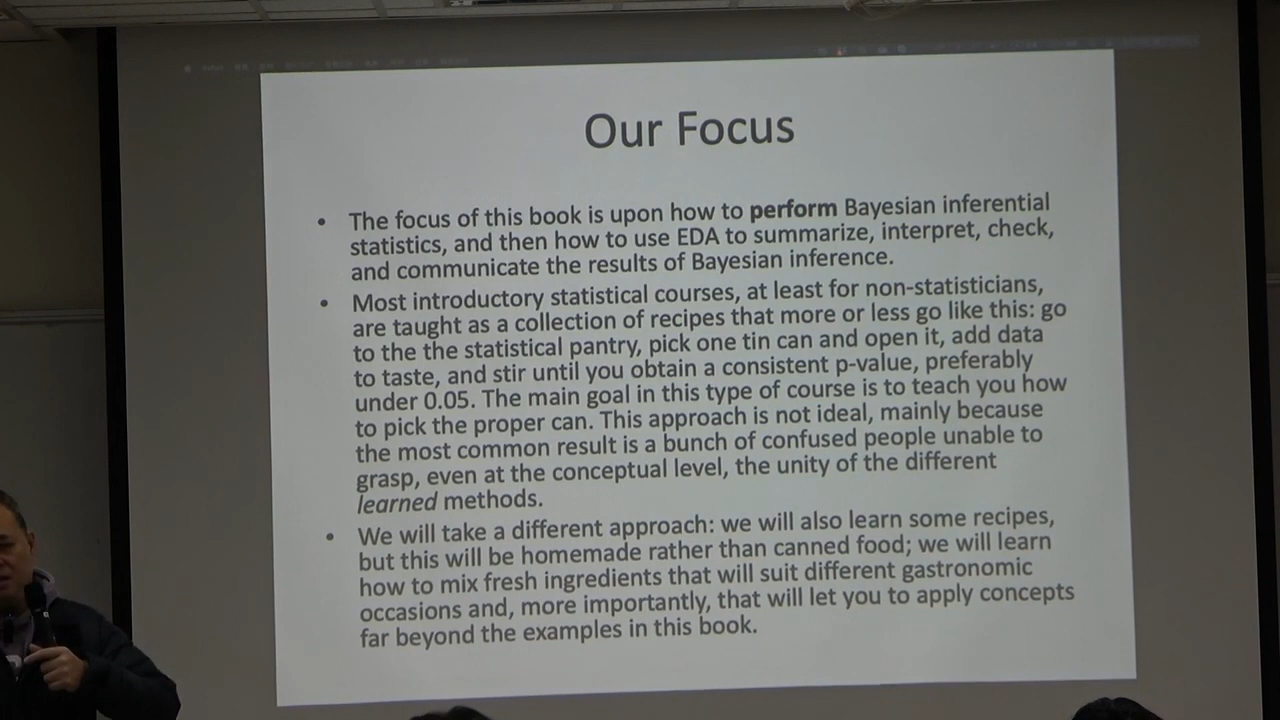 Our Focus
• The focus of this book is upon how to perform Bayesian inferential
statistics, and then how to use EDA to summarize, interpret, check,
and communicate the results of Bayesian inference.
• Most introductory statistical courses, at least for non-statisticians,
are taught as a collection of recipes that more or less go like this: go
to the the statistical pantry, pick one tin can and open it, add data
to taste, and stir until you obtain a consistent p-value, preferably
under 0.05. The main goal in this type of course is to teach you how
to pick the proper can. This approach is not ideal, mainly because
the most common result is a bunch of confused people unable to
grasp, even at the conceptual level, the unity of the different
learned methods.
• We will take a different approach: we will also learn some recipes,
but this will be homemade rather than canned food; we will learn
how to mix fresh ingredients that will suit different gastronomic
occasions and, more importantly, that will let you to apply concepts
far beyond the examples in this book.